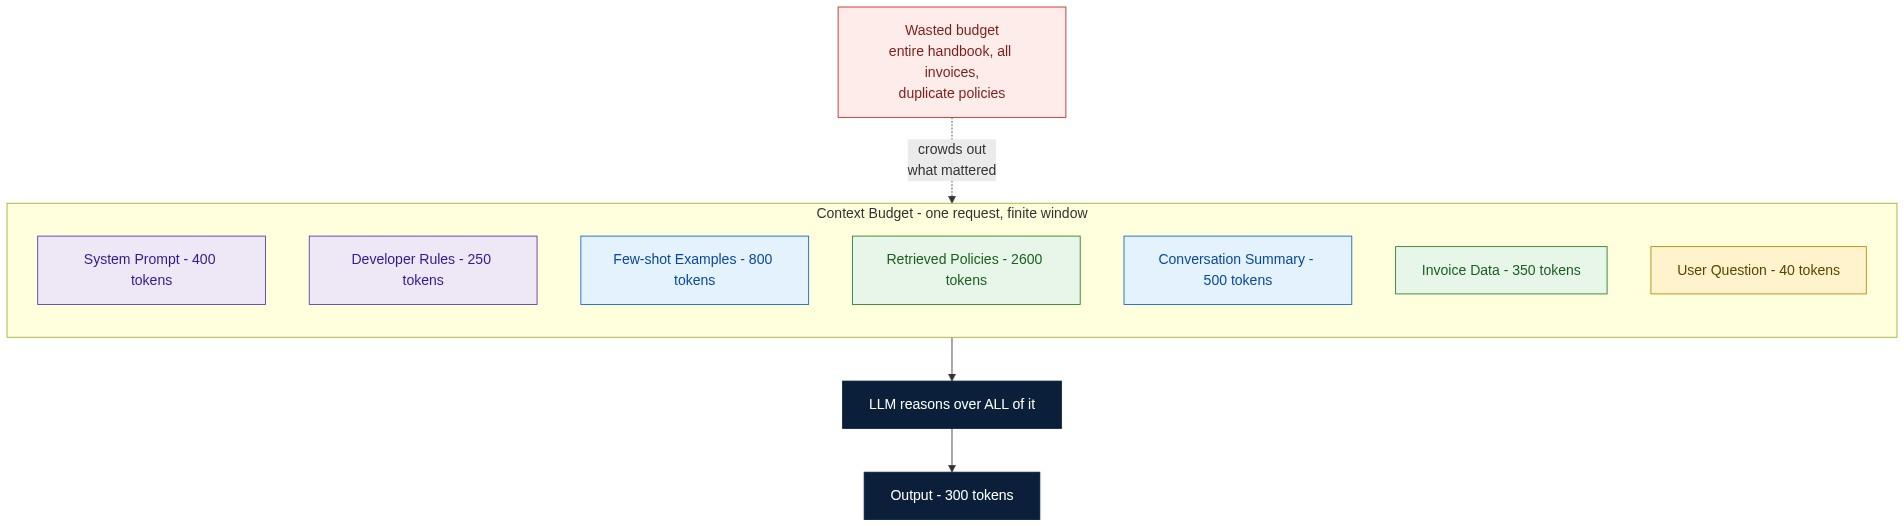 Wasted budget
entire handbook, all
invoices,
duplicate policies
crowds out
what mattered
Context Budget - one request, finite window
System Prompt - 400
tokens
Developer Rules - 250
tokens
Few-shot Examples - 800
tokens
Retrieved Policies - 2600
tokens
Conversation Summary -
500 tokens
Invoice Data - 350 tokens
User Question - 40 tokens
LLM reasons over ALL of it
Output - 300 tokens